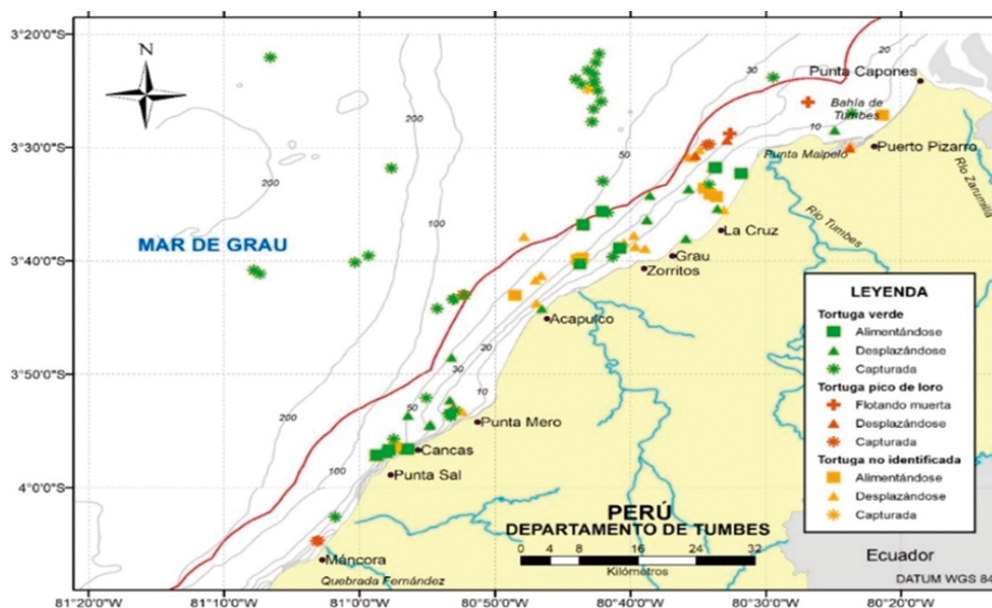 3°20'0"S
3°30'0"S
3°40'0"S
3°50'0"S
4°0'0"S
N
200
200
100
50
30
20
10
Punta Capones
Bahía de
Tumbes
Punta Malpelo
Puerto Pizarro
Río Zarumilla
Río Tumbes
MAR DE GRAU
La Cruz
Grau
Zorritos
Acapulco
20
30
10
50
200
100
Punta Mero
Cancas
Punta Sal
Máncora
Quebrada Fernández
LEYENDA
Tortuga verde
Alimentándose
Desplazándose
Capturada
Tortuga pico de loro
Flotando muerta
Desplazándose
Capturada
Tortuga no identificada
Alimentándose
Desplazándose
Capturada
PERÚ
DEPARTAMENTO DE TUMBES
0 4 8 16 24 32
Kilómetros
Ecuador
DATUM WGS 84
81°20'0"W
81°10'0"W
81°0'0"W
80°50'0"W
80°40'0"W
80°30'0"W
80°20'0"W